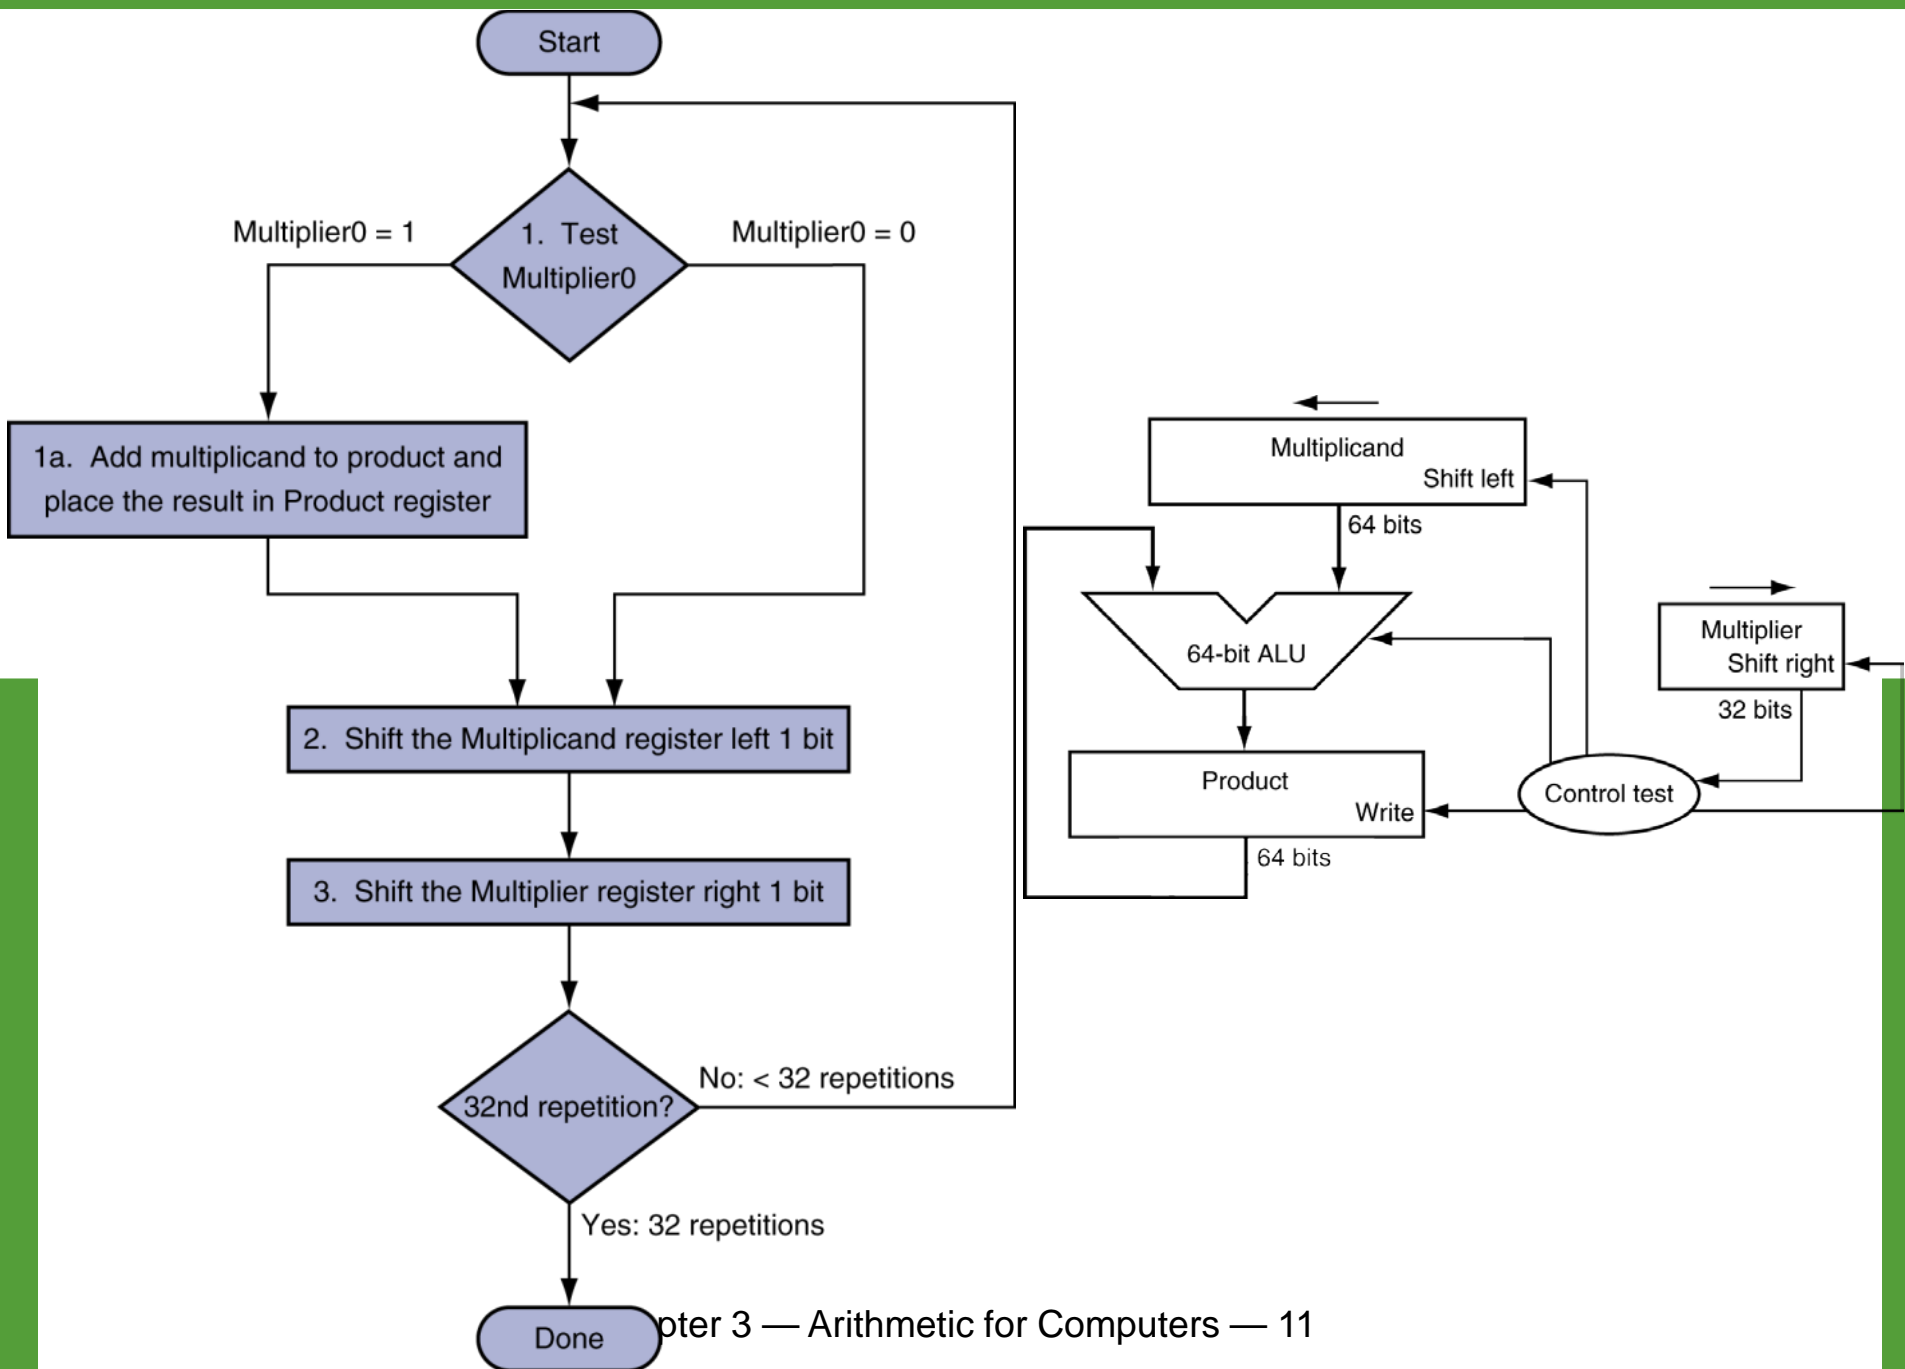 Start
Multiplier0 = 1
1. Test
Multiplier0
Multiplier0 = 0
1a. Add multiplicand to product and
place the result in Product register
2. Shift the Multiplicand register left 1 bit
3. Shift the Multiplier register right 1 bit
32nd repetition?
No: < 32 repetitions
Yes: 32 repetitions
Done
Multiplicand
Shift left
64 bits
64-bit ALU
Multiplier
Shift right
32 bits
Product
Write
Control test
64 bits
pter 3 — Arithmetic for Computers — 11